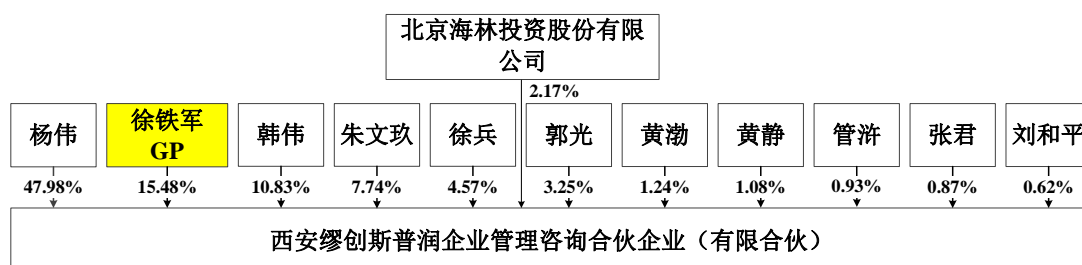 北京海林投资股份有限
公司
2.17%
杨伟
徐铁军
GP
韩伟
朱文玖
徐兵
郭光
黄渤
黄静
管浒
张君
刘和平
47.98%
15.48%
10.83%
7.74%
4.57%
3.25%
1.24%
1.08%
0.93%
0.87%
0.62%
西安缪创斯普润企业管理咨询合伙企业（有限合伙）